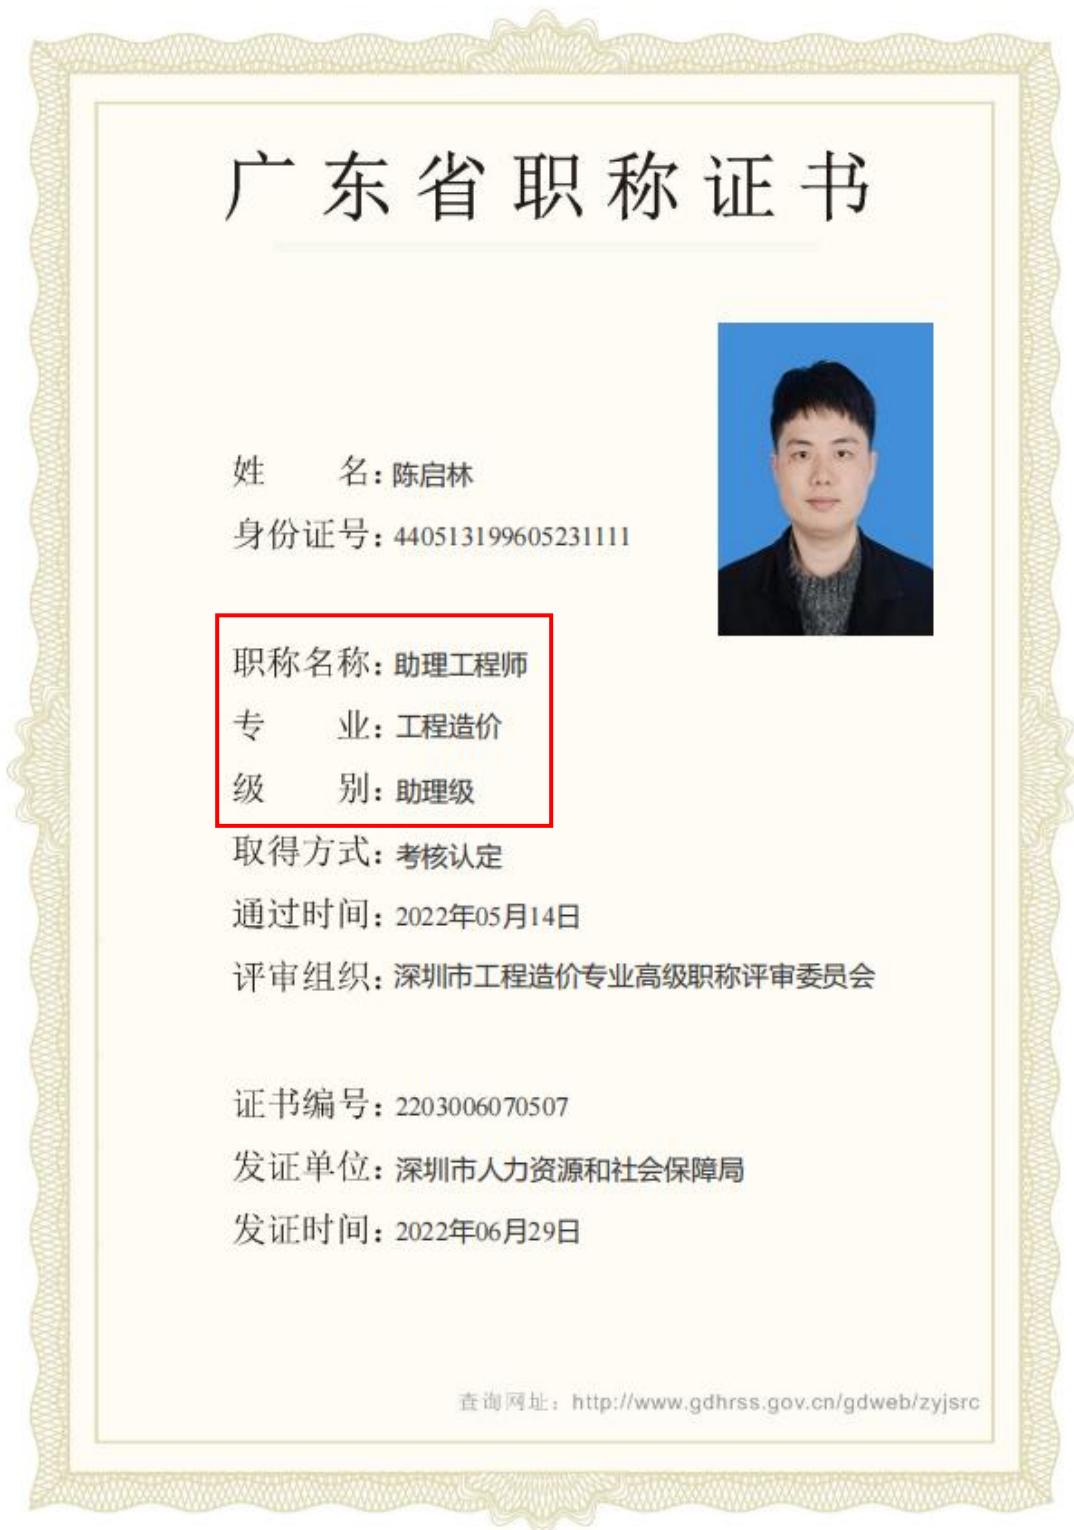 广东省职称证书
姓名：陈启林
身份证号：440513199605231111
职称名称：助理工程师
专业：工程造价
级别：助理级
取得方式：考核认定
通过时间：2022年05月14日
评审组织：深圳市工程造价专业高级职称评审委员会
证书编号：2203006070507
发证单位：深圳市人力资源和社会保障局
发证时间：2022年06月29日
查询网址：http://www.gdhrss.gov.cn/gdweb/zyjsrc